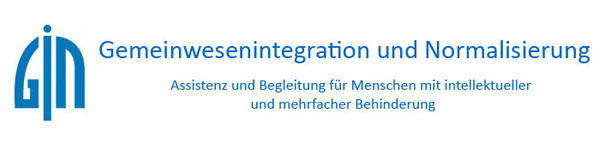 GIN
Gemeinwesenintegration und Normalisierung
Assistenz und Begleitung für Menschen mit intellektueller
und mehrfacher Behinderung